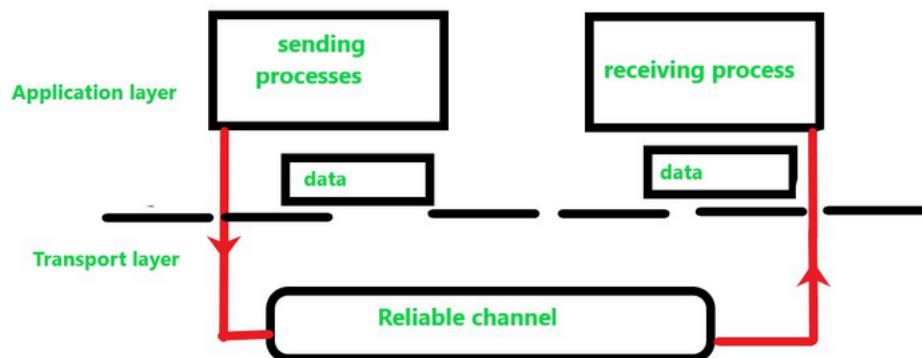 sending
processes
receiving process
Application layer
data
data
Transport layer
Reliable channel